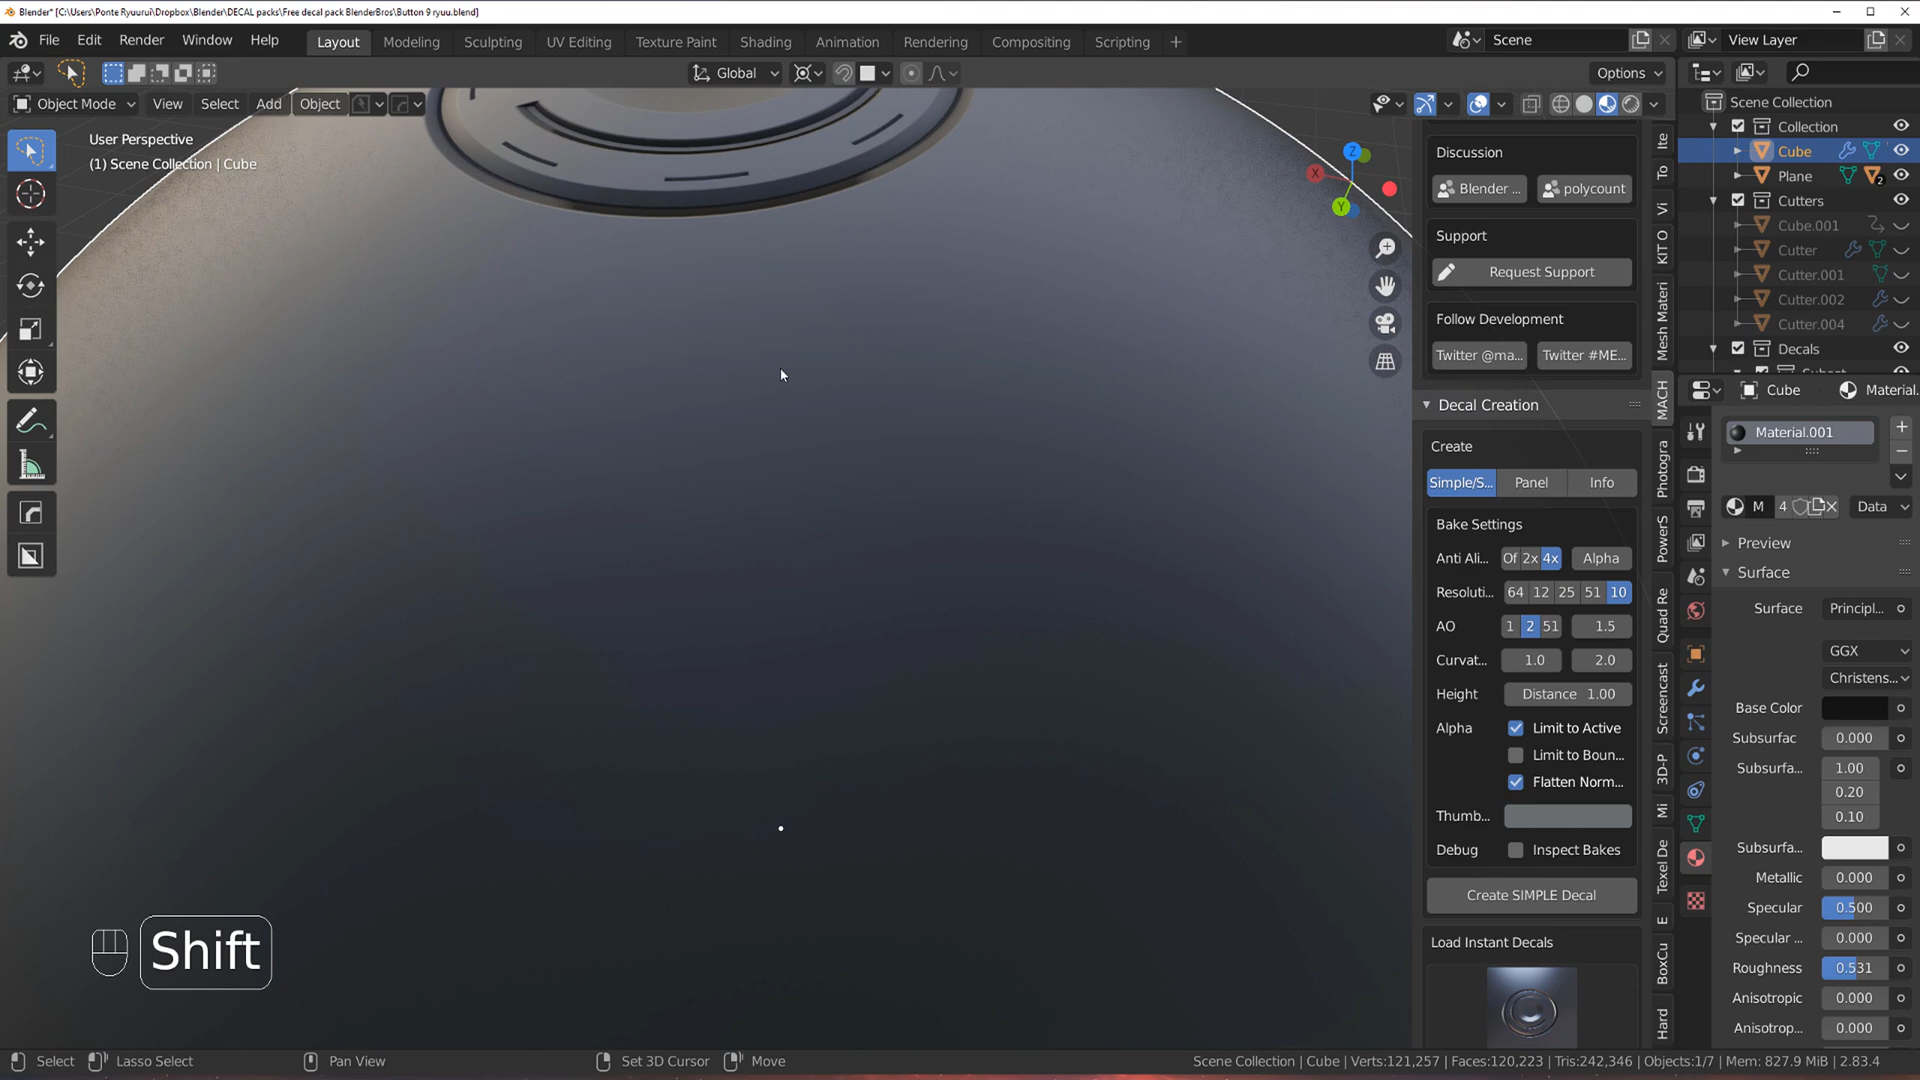 Blender* [C:\Users\Ponte Ryuurui\Dropbox\Blender\DECAL packs\Free decal pack BlenderBros\Button 9 ryuu.blend]
File Edit Render Window Help Layout Modeling Sculpting UV Editing Texture Paint Shading Animation Rendering Compositing Scripting + Scene View Layer
Global Options
Object Mode View Select Add Object
User Perspective
(1) Scene Collection | Cube
X Y Z
Discussion
Blender ... polycount
Support
Request Support
Follow Development
Twitter @ma... Twitter #ME...
Decal Creation
Create
Simple/S... Panel Info
Bake Settings
Anti Ali... Of 2x 4x Alpha
Resoluti... 64 12 25 51 10
AO 1 2 51 1.5
Curvat... 1.0 2.0
Height Distance 1.00
Alpha Limit to Active
Limit to Boun...
Flatten Norm...
Thumb...
Debug Inspect Bakes
Create SIMPLE Decal
Load Instant Decals
Ite
To
Vi
KIT O
Mesh Materi
MACH
Photogra
PowerS
Quad Re
Screencast
3D-P
Mi
Texel De
E
BoxCu
Hard
Scene Collection
Collection
Cube
Plane 2
Cutters
Cube.001
Cutter
Cutter.001
Cutter.002
Cutter.004
Decals
Cube Material.
Material.001
M 4 Data
Preview
Surface
Surface Principl...
GGX
Christens...
Base Color
Subsurfac 0.000
Subsurfa... 1.00
0.20
0.10
Subsurfa...
Metallic 0.000
Specular 0.500
Specular ... 0.000
Roughness 0.531
Anisotropic 0.000
Anisotrop... 0.000
Shift
Select Lasso Select Pan View Set 3D Cursor Move
Scene Collection | Cube | Verts:121,257 | Faces:120,223 | Tris:242,346 | Objects:1/7 | Mem: 827.9 MiB | 2.83.4